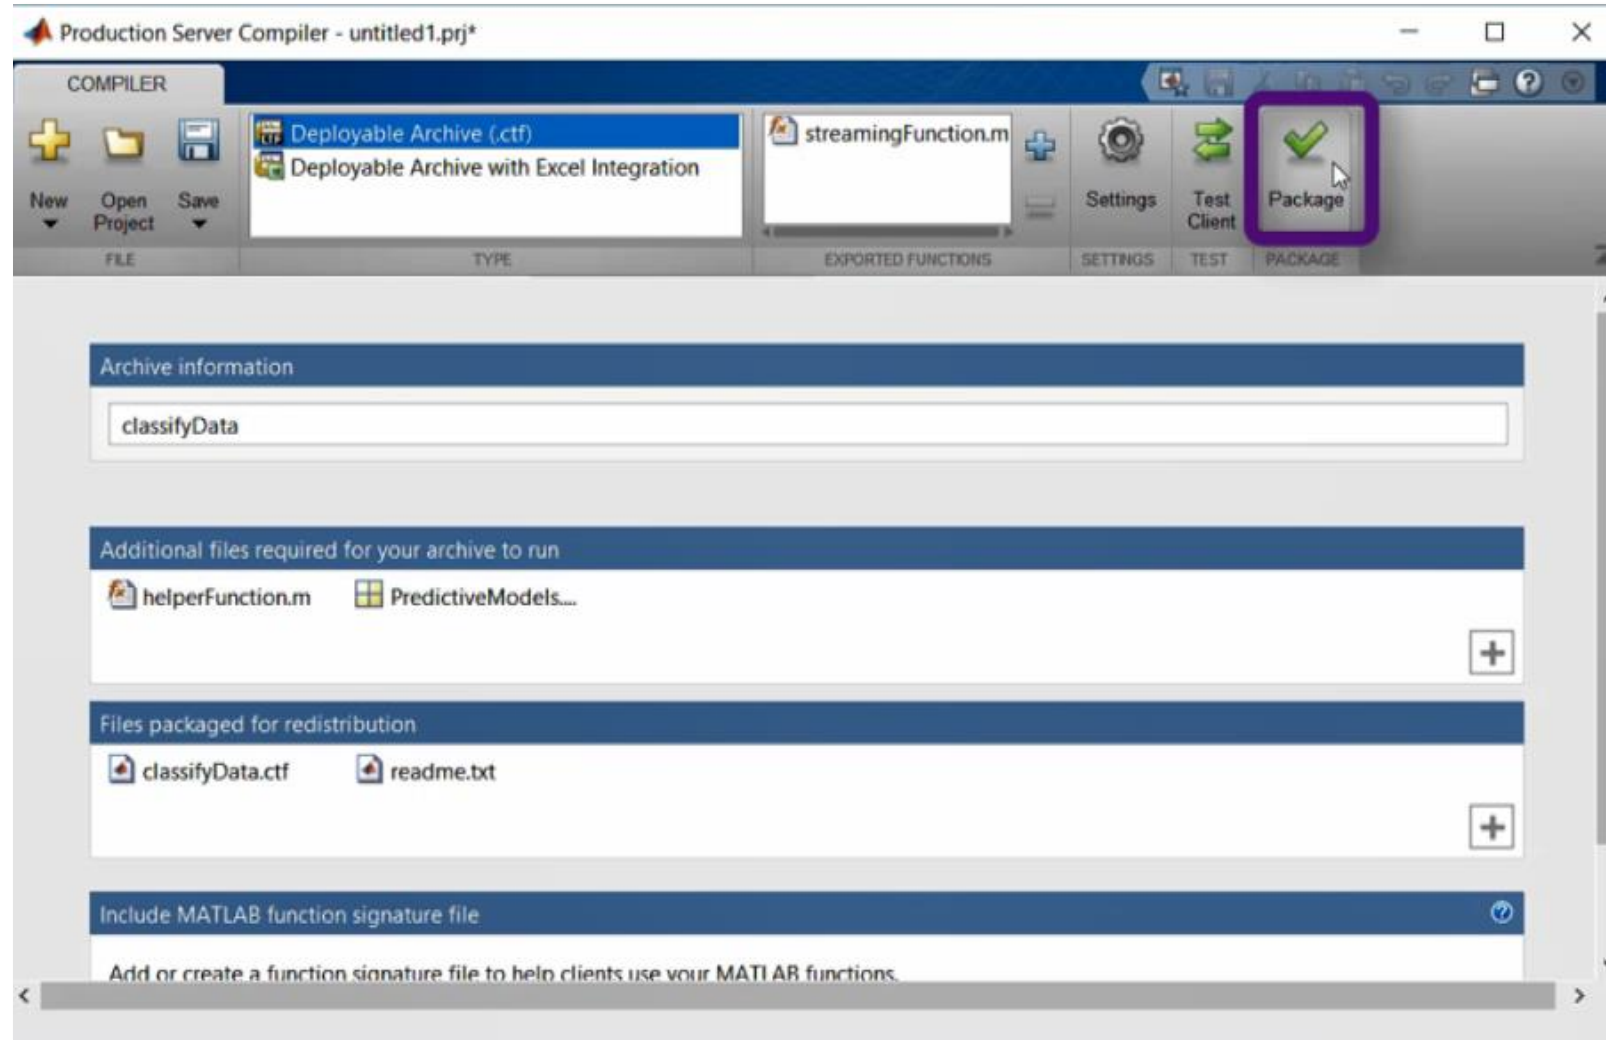 Production Server Compiler - untitled1.prj*
COMPILER
Deployable Archive (.ctf)
Deployable Archive with Excel Integration
streamingFunction.m
New
Open Project
Save
Settings
Test Client
Package
FILE
TYPE
EXPORTED FUNCTIONS
SETTINGS
TEST
PACKAGE
Archive information
classifyData
Additional files required for your archive to run
helperFunction.m
PredictiveModels....
Files packaged for redistribution
classifyData.ctf
readme.txt
Include MATLAB function signature file
Add or create a function signature file to help clients use your MATLAB functions.